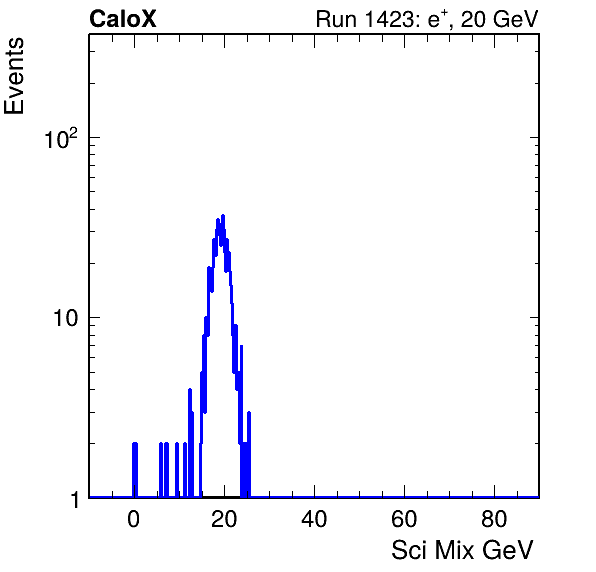 CaloX Run 1423: e⁺, 20 GeV
Events
10²
10
1
0 20 40 60 80
Sci Mix GeV